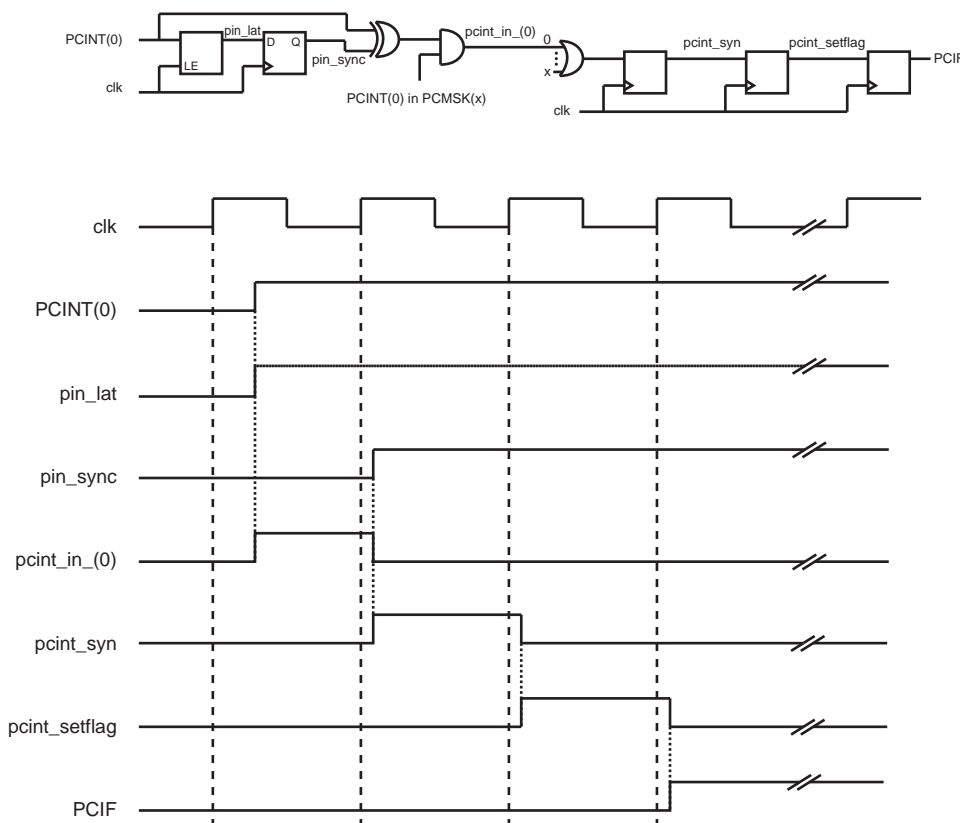 PCINT(0)
pin_lat
D Q
LE
clk
pin_sync
pcint_in_(0)
PCINT(0) in PCMSK(x)
0
x
clk
pcint_syn
pcint_setflag
PCIF
clk
PCINT(0)
pin_lat
pin_sync
pcint_in_(0)
pcint_syn
pcint_setflag
PCIF